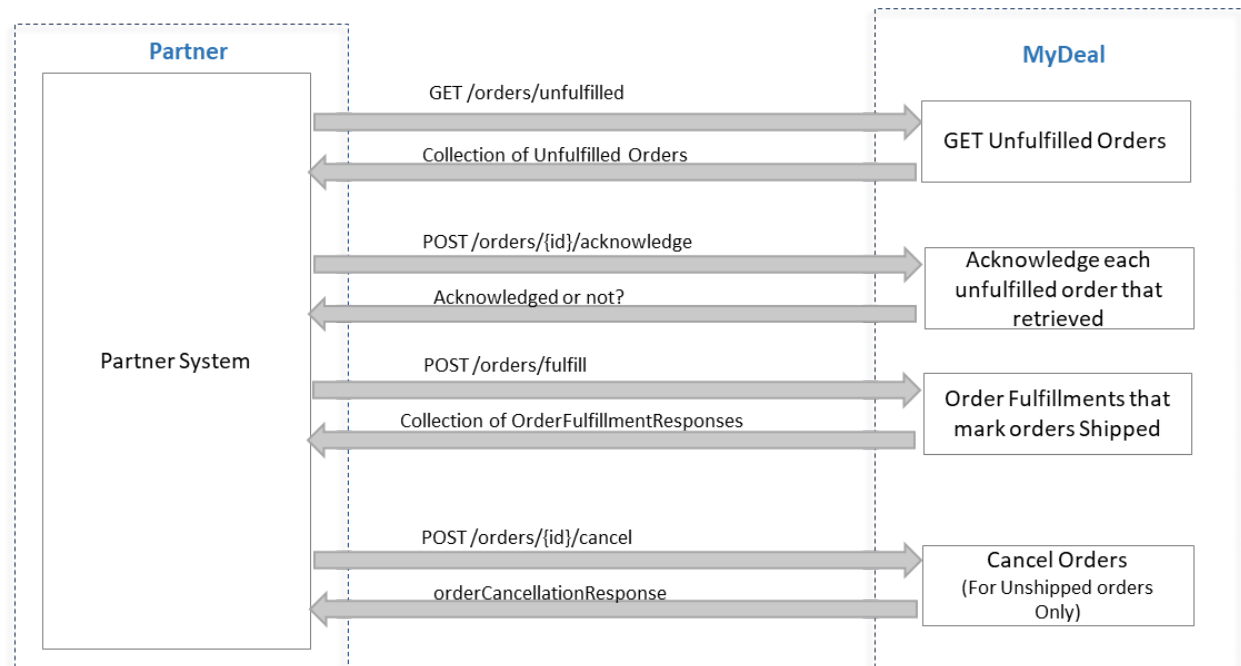 Partner
MyDeal
GET /orders/unfulfilled
GET Unfulfilled Orders
Collection of Unfulfilled Orders
POST /orders/{id}/acknowledge
Acknowledge each
unfulfilled order that
retrieved
Acknowledged or not?
Partner System
POST /orders/fulfill
Order Fulfillments that
mark orders Shipped
Collection of OrderFulfillmentResponses
POST /orders/{id}/cancel
Cancel Orders
(For Unshipped orders
Only)
orderCancellationResponse